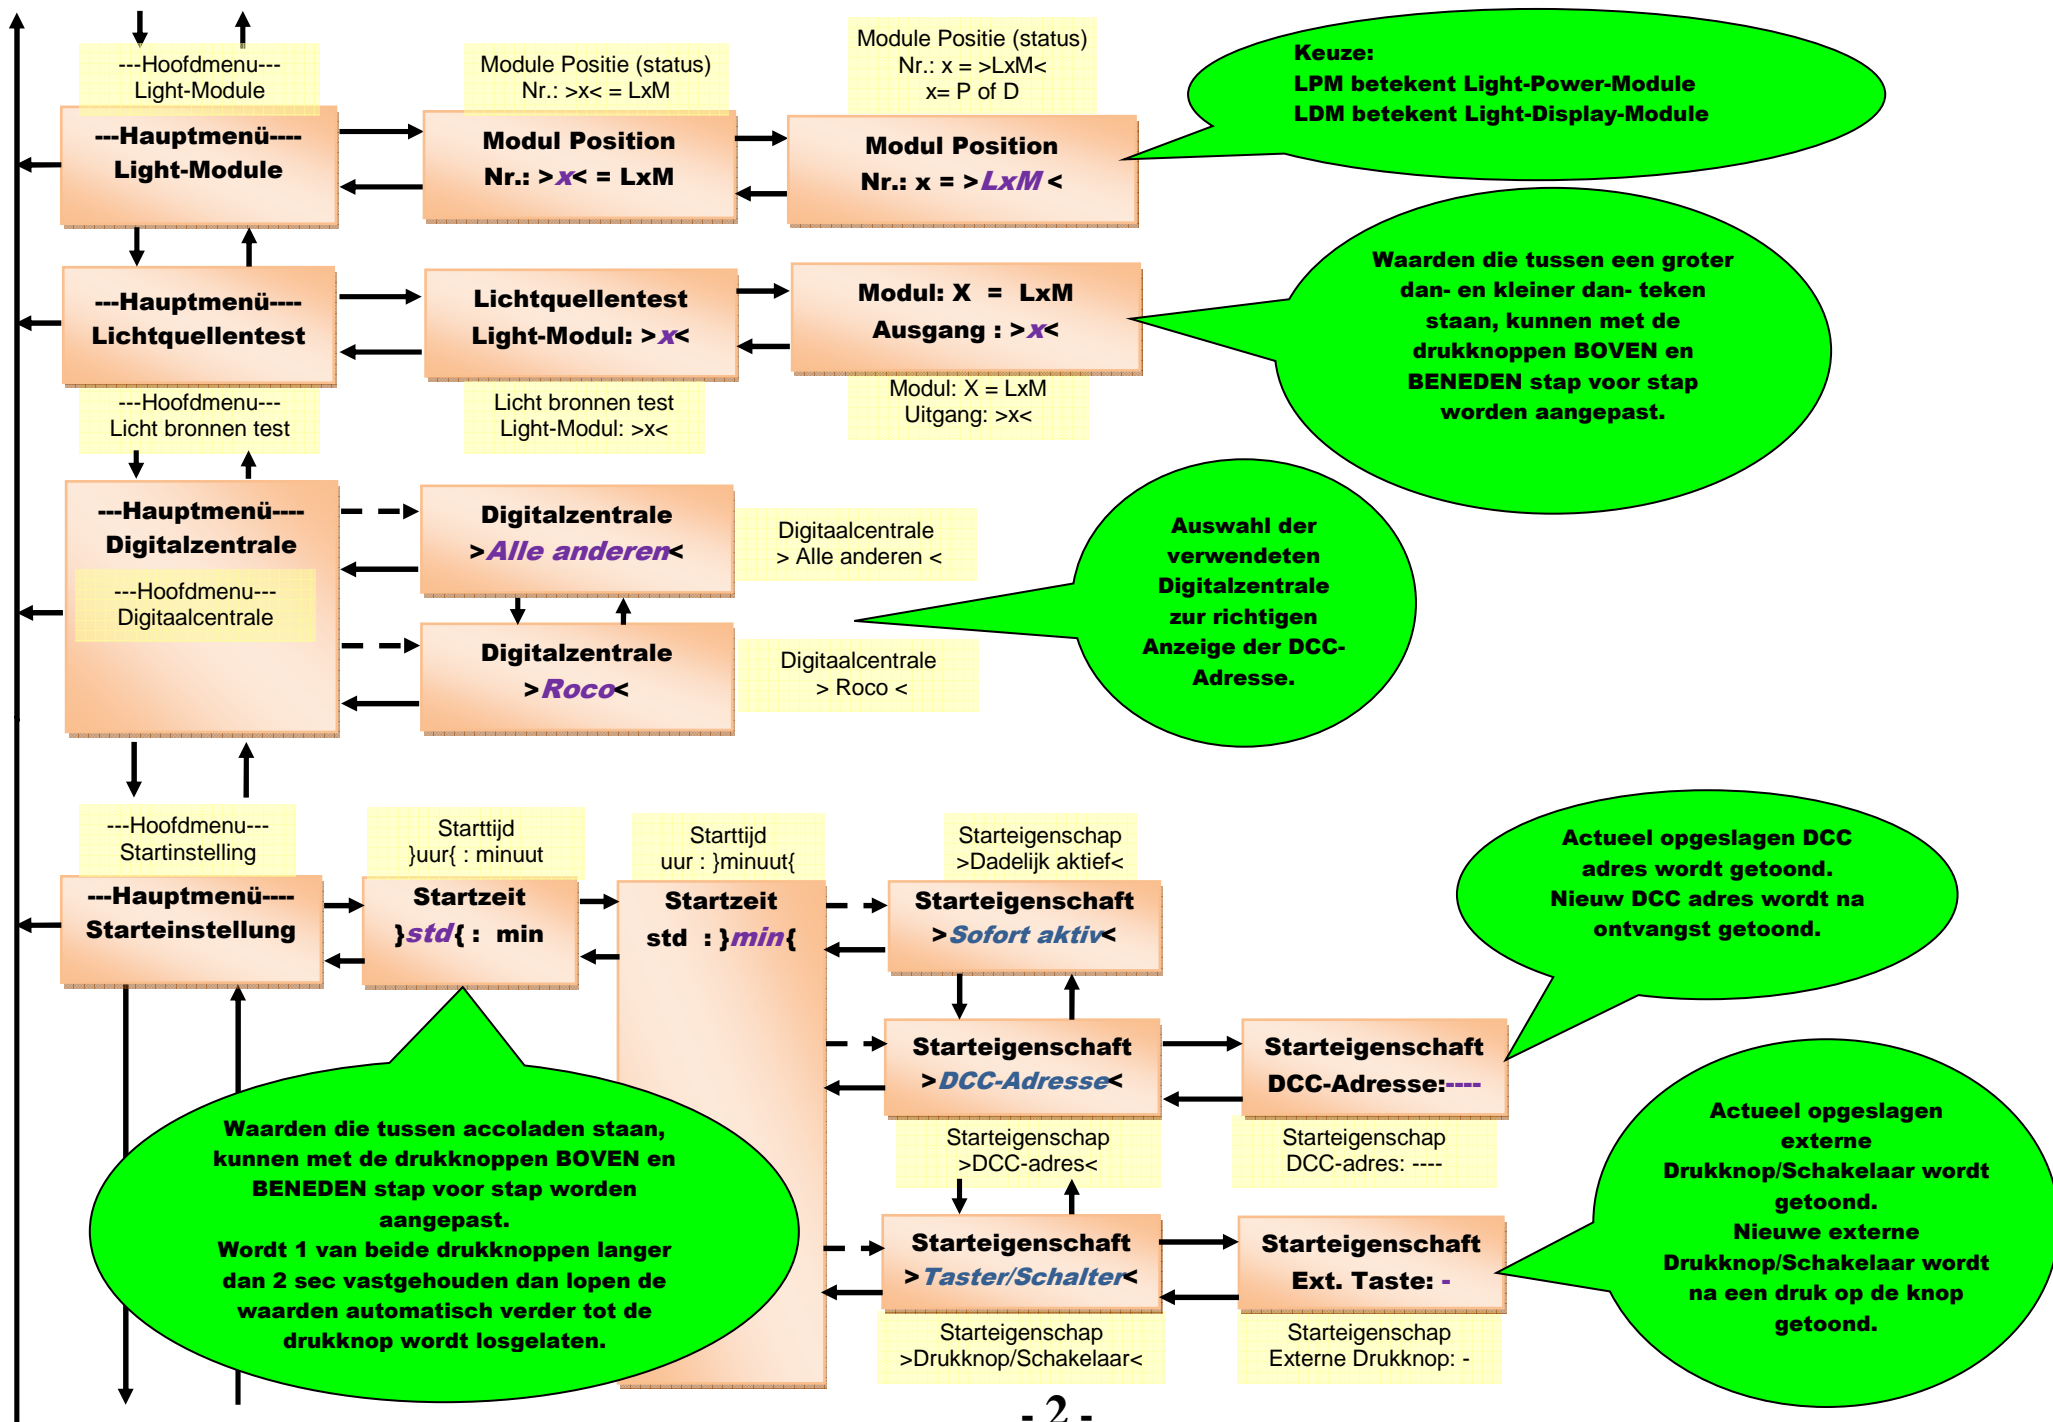 ---Hoofdmenu---
Light-Module
---Hauptmenü----
Light-Module
Module Positie (status)
Nr.: >x< = LxM
Modul Position
Nr.: >x< = LxM
Module Positie (status)
Nr.: x = >LxM<
x= P of D
Modul Position
Nr.: x = >LxM <
Keuze:
LPM betekent Light-Power-Module
LDM betekent Light-Display-Module
---Hauptmenü----
Lichtquellentest
---Hoofdmenu---
Licht bronnen test
Lichtquellentest
Light-Modul: >x<
Licht bronnen test
Light-Modul: >x<
Modul: X = LxM
Ausgang : >x<
Modul: X = LxM
Uitgang: >x<
Waarden die tussen een groter
dan- en kleiner dan- teken
staan, kunnen met de
drukknoppen BOVEN en
BENEDEN stap voor stap
worden aangepast.
---Hauptmenü----
Digitalzentrale
---Hoofdmenu---
Digitaalcentrale
Digitalzentrale
>Alle anderen<
Digitaalcentrale
> Alle anderen <
Digitalzentrale
>Roco<
Digitaalcentrale
> Roco <
Auswahl der
verwendeten
Digitalzentrale
zur richtigen
Anzeige der DCC-
Adresse.
---Hoofdmenu---
Startinstelling
---Hauptmenü----
Starteinstellung
Starttijd
}uur{ : minuut
Startzeit
}std{ : min
Starttijd
uur : }minuut{
Startzeit
std : }min{
Starteigenschap
>Dadelijk aktief<
Starteigenschaft
>Sofort aktiv<
Starteigenschaft
>DCC-Adresse<
Starteigenschap
>DCC-adres<
Starteigenschaft
DCC-Adresse:----
Starteigenschap
DCC-adres: ----
Actueel opgeslagen DCC
adres wordt getoond.
Nieuw DCC adres wordt na
ontvangst getoond.
Starteigenschaft
>Taster/Schalter<
Starteigenschap
>Drukknop/Schakelaar<
Starteigenschaft
Ext. Taste: -
Starteigenschap
Externe Drukknop: -
Actueel opgeslagen
externe
Drukknop/Schakelaar wordt
getoond.
Nieuwe externe
Drukknop/Schakelaar wordt
na een druk op de knop
getoond.
Waarden die tussen accoladen staan,
kunnen met de drukknoppen BOVEN en
BENEDEN stap voor stap worden
aangepast.
Wordt 1 van beide drukknoppen langer
dan 2 sec vastgehouden dan lopen de
waarden automatisch verder tot de
drukknop wordt losgelaten.
- 2 -